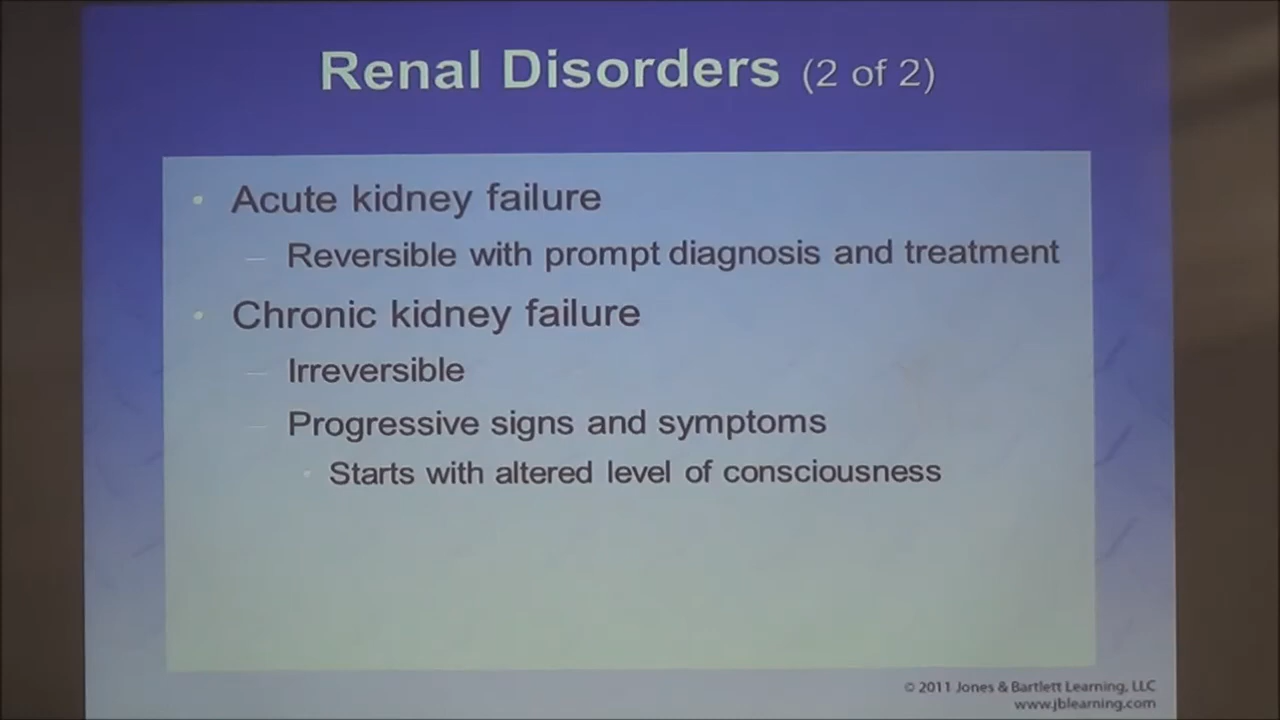 Renal Disorders (2 of 2)
• Acute kidney failure
– Reversible with prompt diagnosis and treatment
• Chronic kidney failure
– Irreversible
– Progressive signs and symptoms
• Starts with altered level of consciousness
© 2011 Jones & Bartlett Learning, LLC
www.jblearning.com